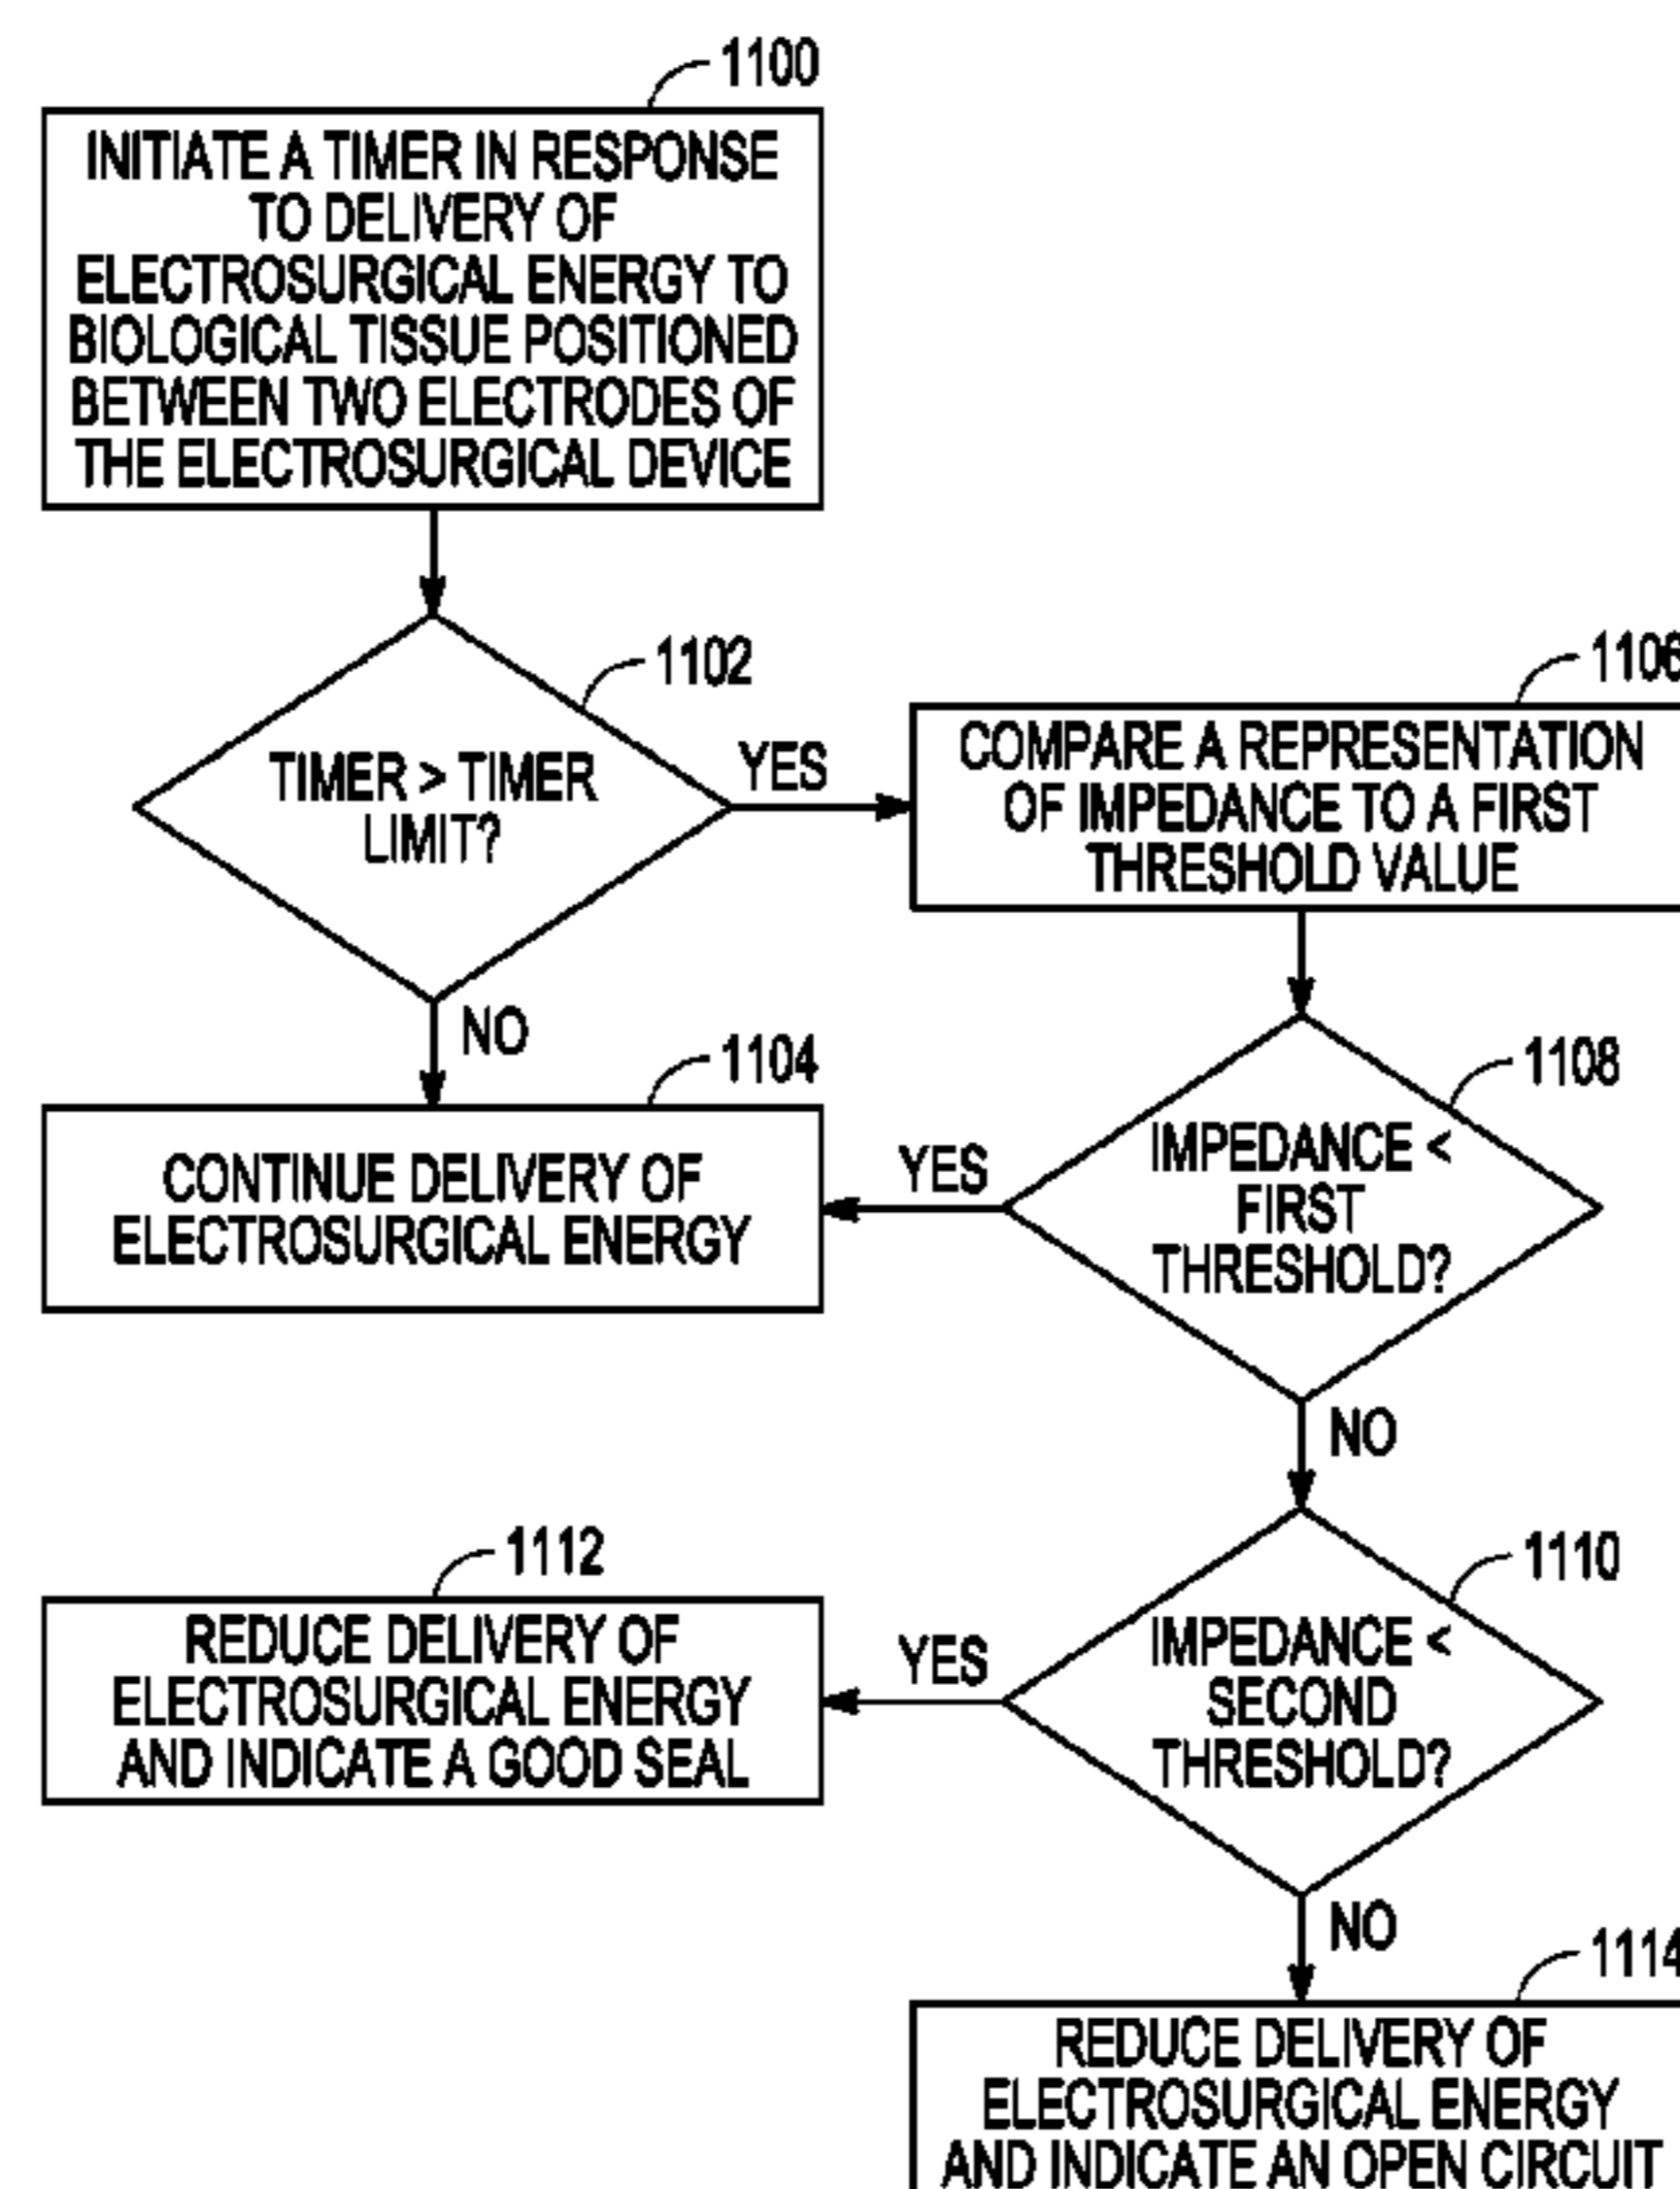 1100
INITIATE A TIMER IN RESPONSE
TO DELIVERY OF
ELECTROSURGICAL ENERGY TO
BIOLOGICAL TISSUE POSITIONED
BETWEEN TWO ELECTRODES OF
THE ELECTROSURGICAL DEVICE
1102
TIMER > TIMER
LIMIT?
YES
NO
1106
COMPARE A REPRESENTATION
OF IMPEDANCE TO A FIRST
THRESHOLD VALUE
1104
CONTINUE DELIVERY OF
ELECTROSURGICAL ENERGY
1108
IMPEDANCE <
FIRST
THRESHOLD?
YES
NO
1110
IMPEDANCE <
SECOND
THRESHOLD?
YES
NO
1112
REDUCE DELIVERY OF
ELECTROSURGICAL ENERGY
AND INDICATE A GOOD SEAL
1114
REDUCE DELIVERY OF
ELECTROSURGICAL ENERGY
AND INDICATE AN OPEN CIRCUIT